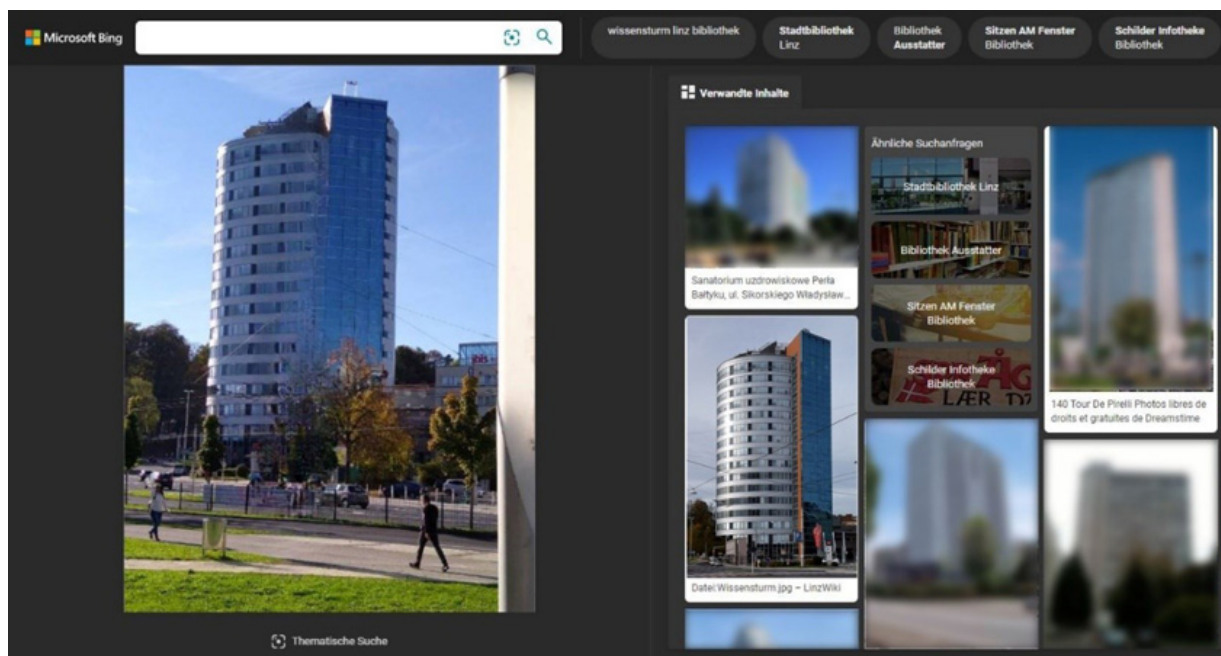 Microsoft Bing
wissensturm linz bibliothek
Stadtbibliothek
Linz
Bibliothek
Ausstatter
Sitzen AM Fenster
Bibliothek
Schilder Infotheke
Bibliothek
ibis
Thematische Suche
Verwandte Inhalte
Sanatorium uzdrowiskowe Perła
Bałtyku, ul. Sikorskiego Władysław...
Datei:Wissensturm.jpg – LinzWiki
Ähnliche Suchanfragen
Stadtbibliothek Linz
Bibliothek Ausstatter
Sitzen AM Fenster
Bibliothek
Schilder Infotheke
Bibliothek
LÆR
140 Tour De Pirelli Photos libres de
droits et gratuites de Dreamstime